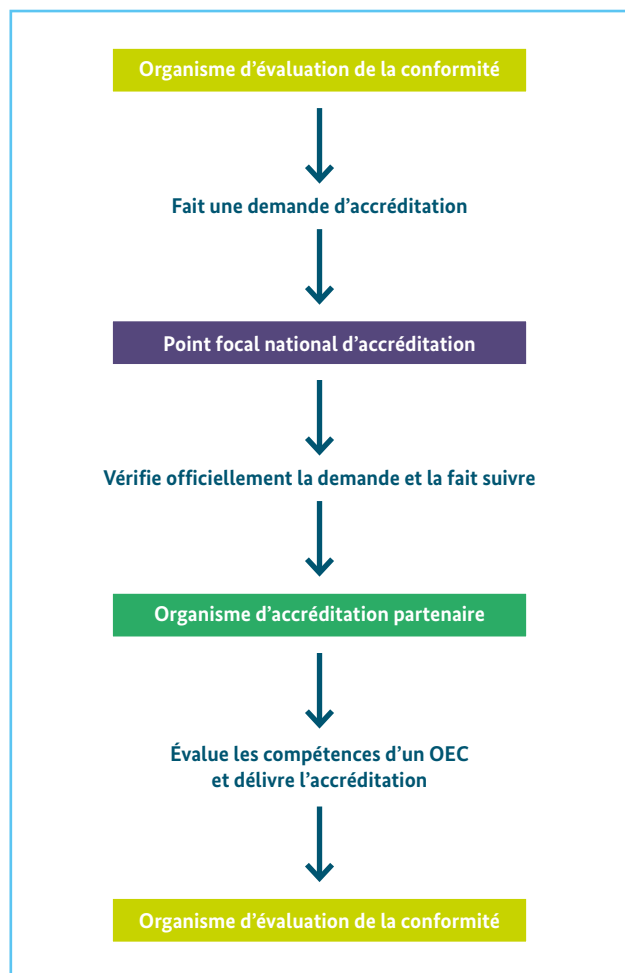 Organisme d'évaluation de la conformité
Fait une demande d'accréditation
Point focal national d'accréditation
Vérifie officiellement la demande et la fait suivre
Organisme d'accréditation partenaire
Évalue les compétences d'un OEC
et délivre l'accréditation
Organisme d'évaluation de la conformité